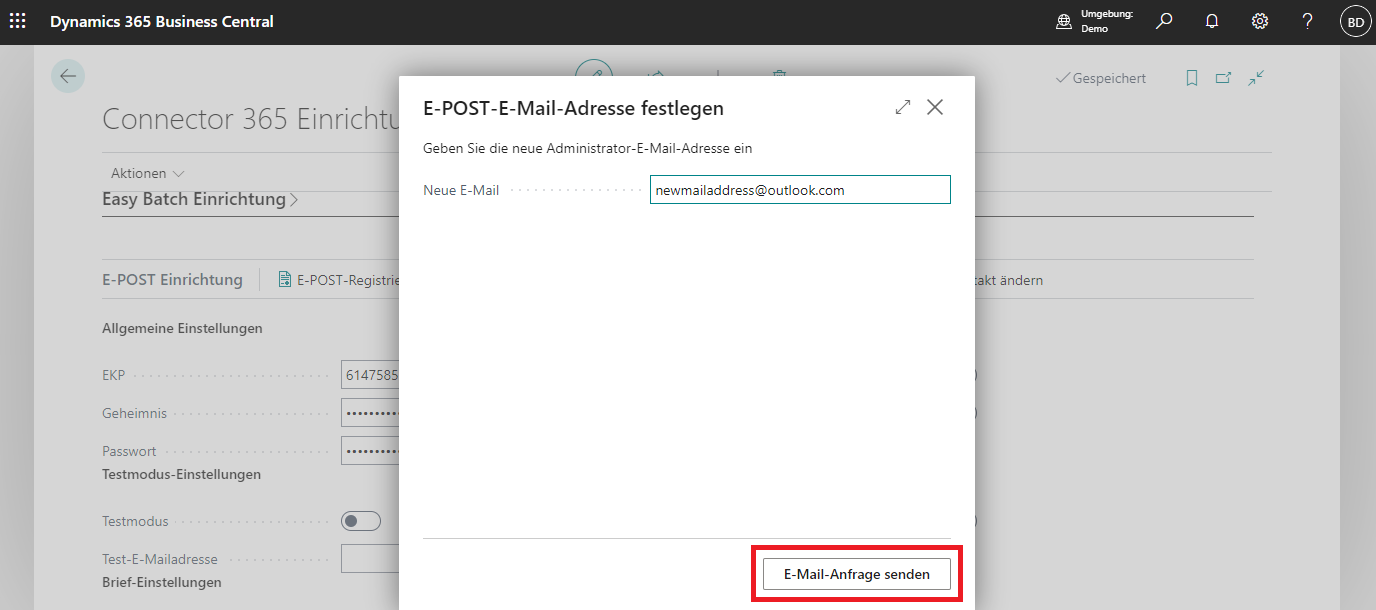 Dynamics 365 Business Central
Umgebung:
Demo
BD
Gespeichert
Connector 365 Einrichtu
Aktionen
Easy Batch Einrichtung
E-POST Einrichtung
E-POST-Registrie
takt ändern
Allgemeine Einstellungen
EKP
6147585
Geheimnis
Passwort
Testmodus-Einstellungen
Testmodus
Test-E-Mailadresse
Brief-Einstellungen
E-POST-E-Mail-Adresse festlegen
Geben Sie die neue Administrator-E-Mail-Adresse ein
Neue E-Mail
newmailaddress@outlook.com
E-Mail-Anfrage senden